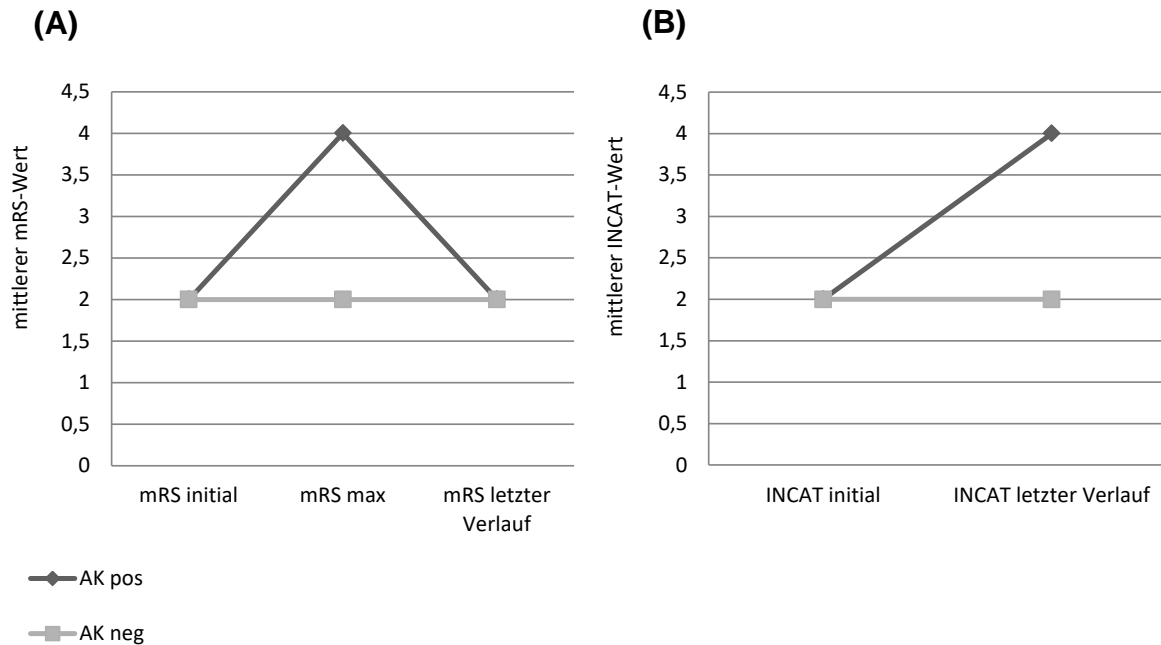 (A)
mittlerer mRS-Wert
4,5
4
3,5
3
2,5
2
1,5
1
0,5
0
mRS initial
mRS max
mRS letzter
Verlauf
(B)
mittlerer INCAT-Wert
4,5
4
3,5
3
2,5
2
1,5
1
0,5
0
INCAT initial
INCAT letzter Verlauf
AK pos
AK neg